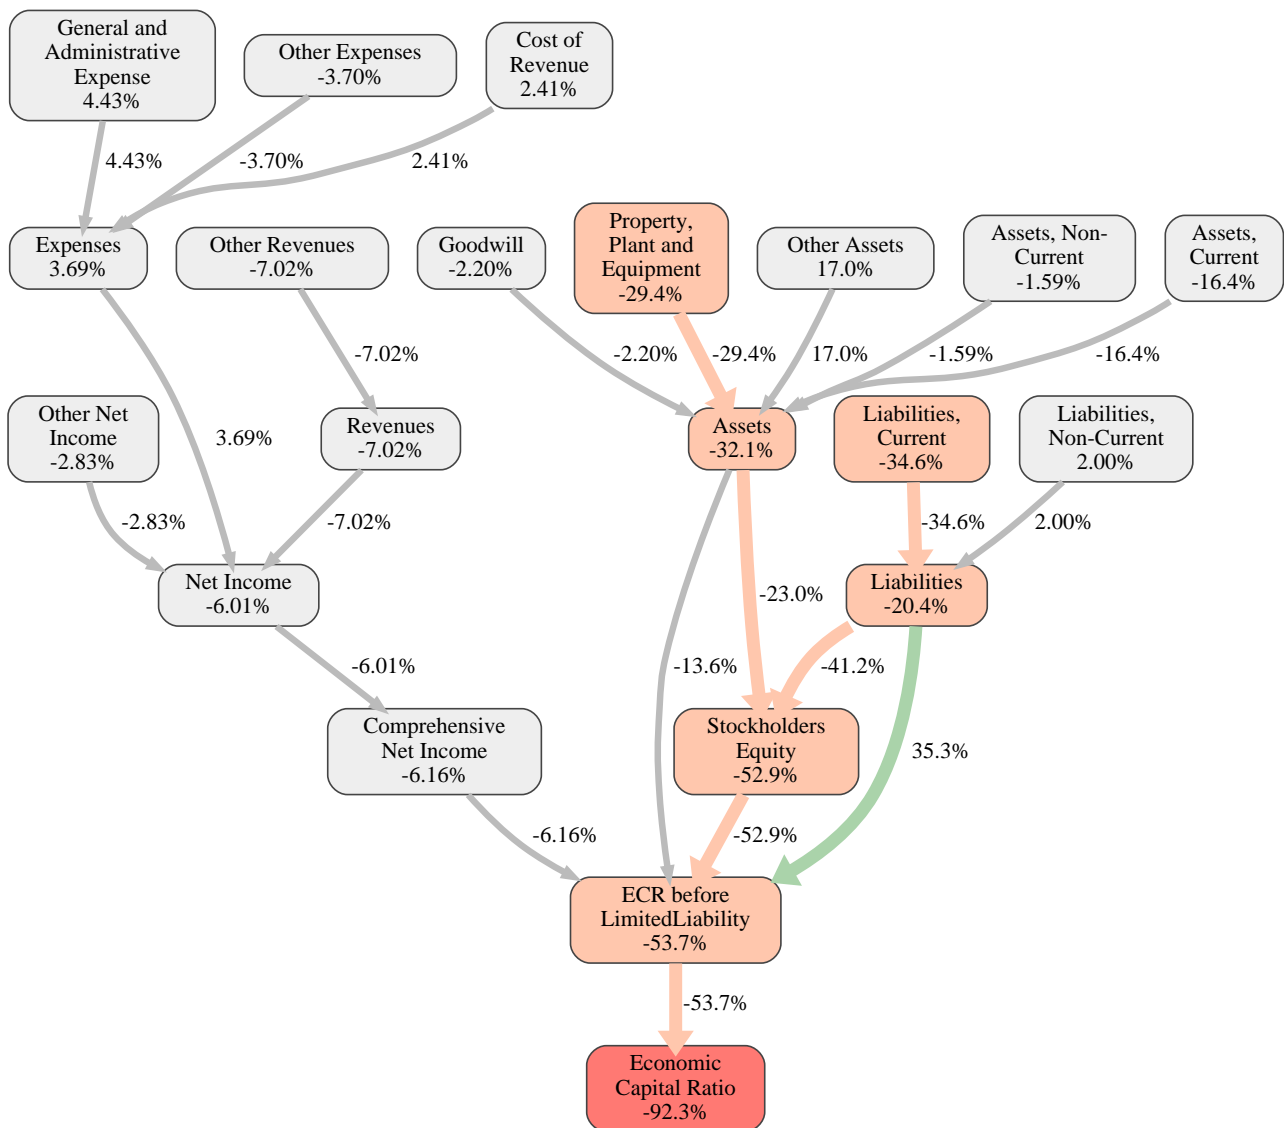 General and
Administrative
Expense
4.43%
Other Expenses
-3.70%
Cost of
Revenue
2.41%
4.43%
-3.70%
2.41%
Expenses
3.69%
Other Revenues
-7.02%
Goodwill
-2.20%
Property,
Plant and
Equipment
-29.4%
Other Assets
17.0%
Assets, Non-
Current
-1.59%
Assets,
Current
-16.4%
-7.02%
-2.20%
-29.4%
17.0%
-1.59%
-16.4%
Other Net
Income
-2.83%
3.69%
Revenues
-7.02%
Assets
-32.1%
Liabilities,
Current
-34.6%
Liabilities,
Non-Current
2.00%
-2.83%
-7.02%
-34.6%
2.00%
Net Income
-6.01%
-23.0%
Liabilities
-20.4%
-6.01%
-13.6%
-41.2%
Comprehensive
Net Income
-6.16%
Stockholders
Equity
-52.9%
35.3%
-6.16%
-52.9%
ECR before
LimitedLiability
-53.7%
-53.7%
Economic
Capital Ratio
-92.3%